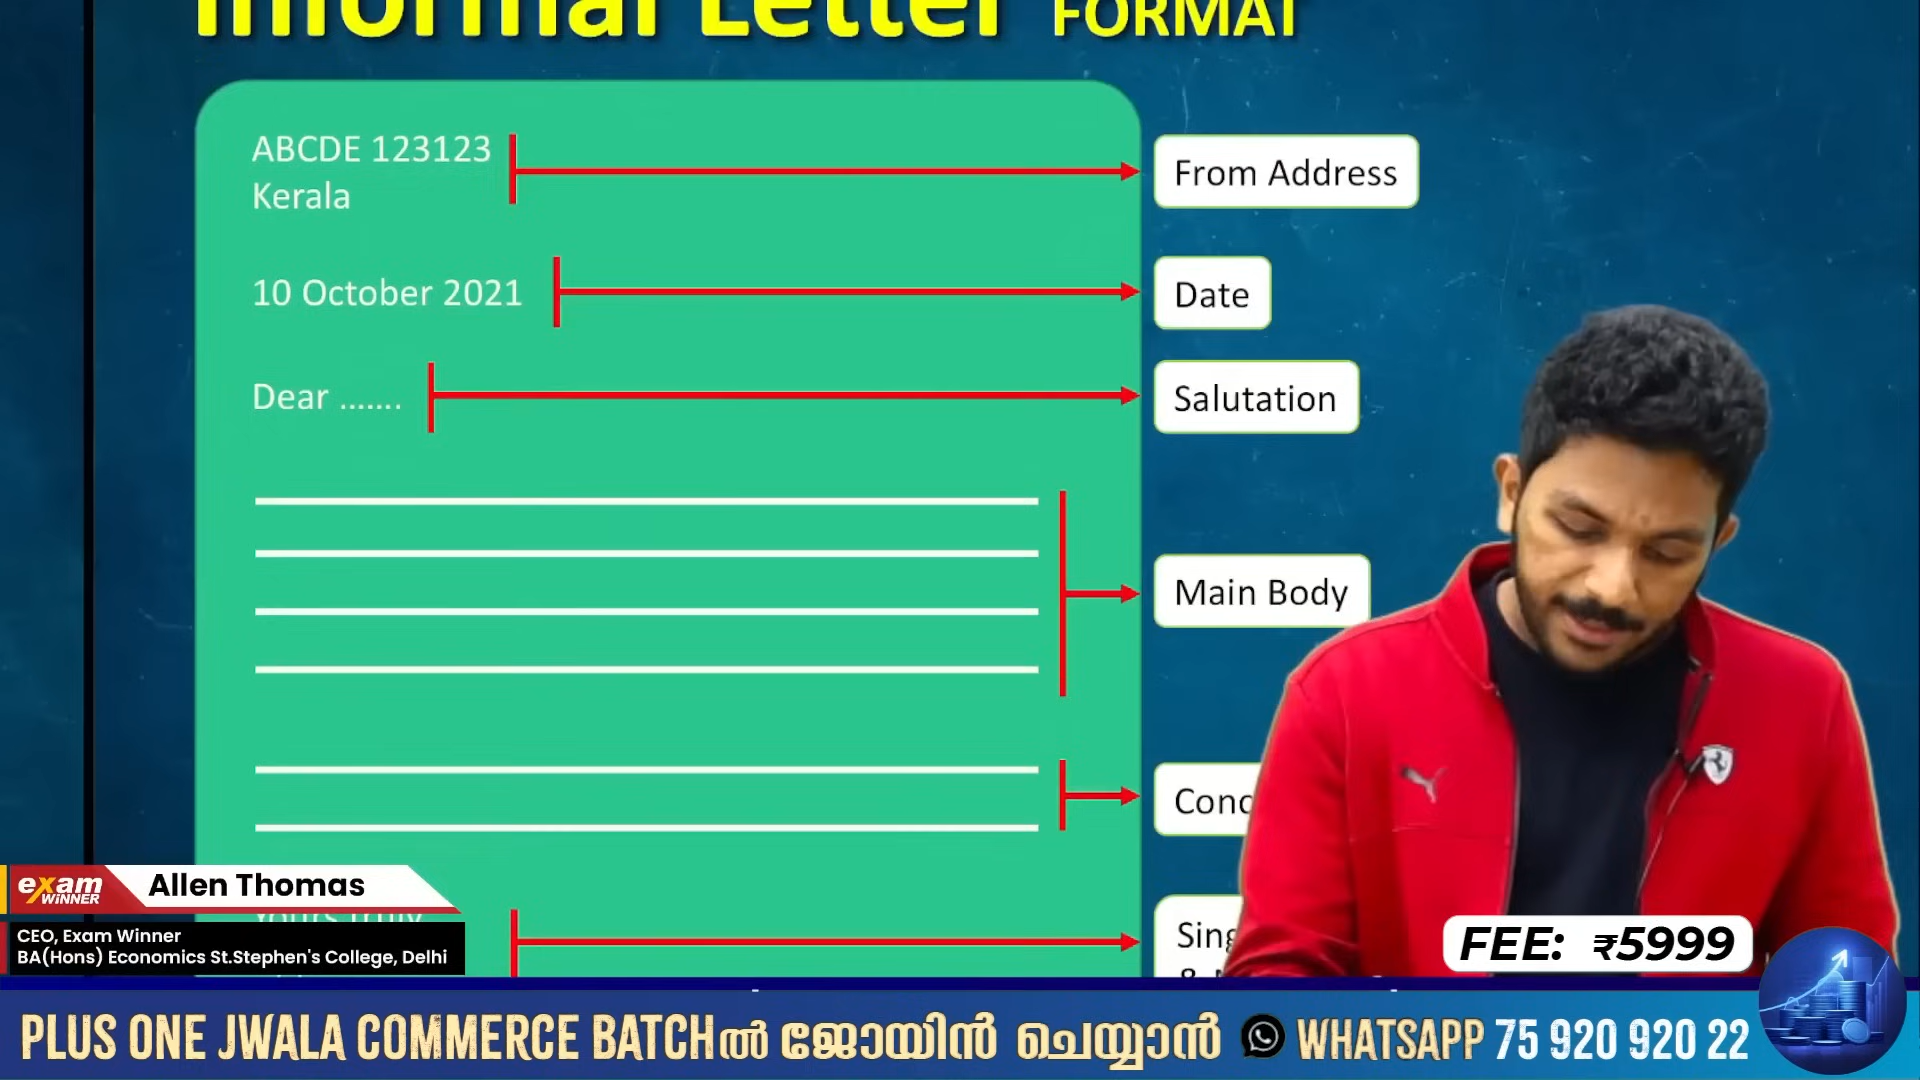 Informal Letter FORMAT
ABCDE 123123
Kerala
From Address
10 October 2021
Date
Dear .......
Salutation
Main Body
exam
WINNER
Allen Thomas
CEO, Exam Winner
BA(Hons) Economics St.Stephen's College, Delhi
FEE: ₹5999
PLUS ONE JWALA COMMERCE BATCHൽ ജോയിൻ ചെയ്യാൻ WHATSAPP 75 920 920 22